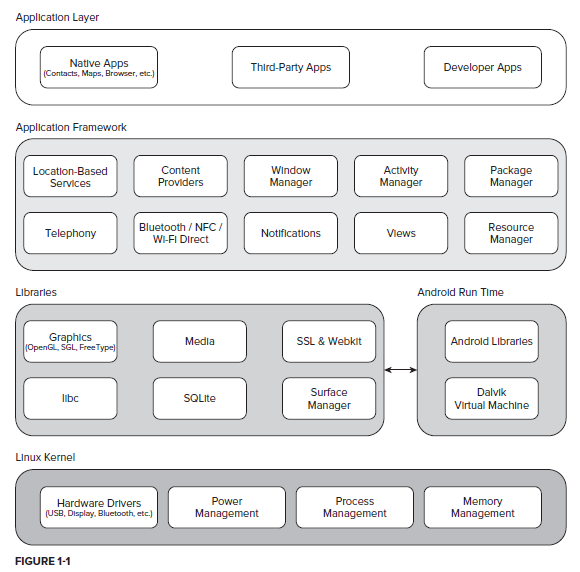 Application Layer
Native Apps
(Contacts, Maps, Browser, etc.)
Third-Party Apps
Developer Apps
Application Framework
Location-Based
Services
Content
Providers
Window
Manager
Activity
Manager
Package
Manager
Telephony
Bluetooth / NFC /
Wi-Fi Direct
Notifications
Views
Resource
Manager
Libraries
Graphics
(OpenGL, SGL, FreeType)
Media
SSL & Webkit
libc
SQLite
Surface
Manager
Android Run Time
Android Libraries
Dalvik
Virtual Machine
Linux Kernel
Hardware Drivers
(USB, Display, Bluetooth, etc.)
Power
Management
Process
Management
Memory
Management
FIGURE 1-1